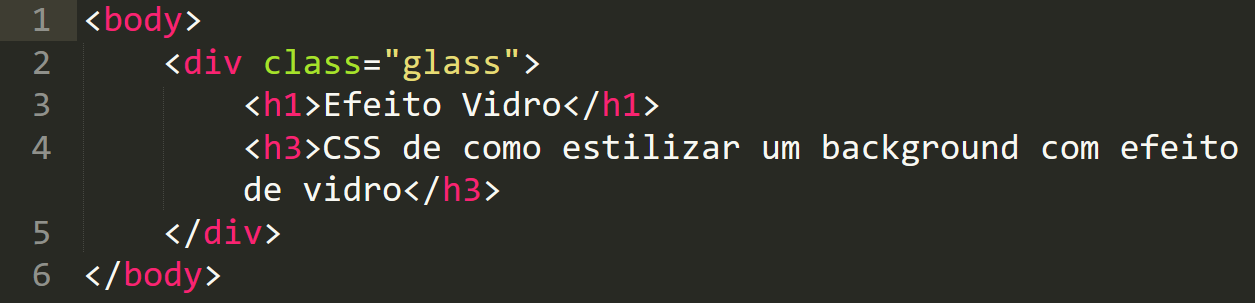 1 <body>
2     <div class="glass">
3         <h1>Efeito Vidro</h1>
4         <h3>CSS de como estilizar um background com efeito
          de vidro</h3>
5     </div>
6 </body>